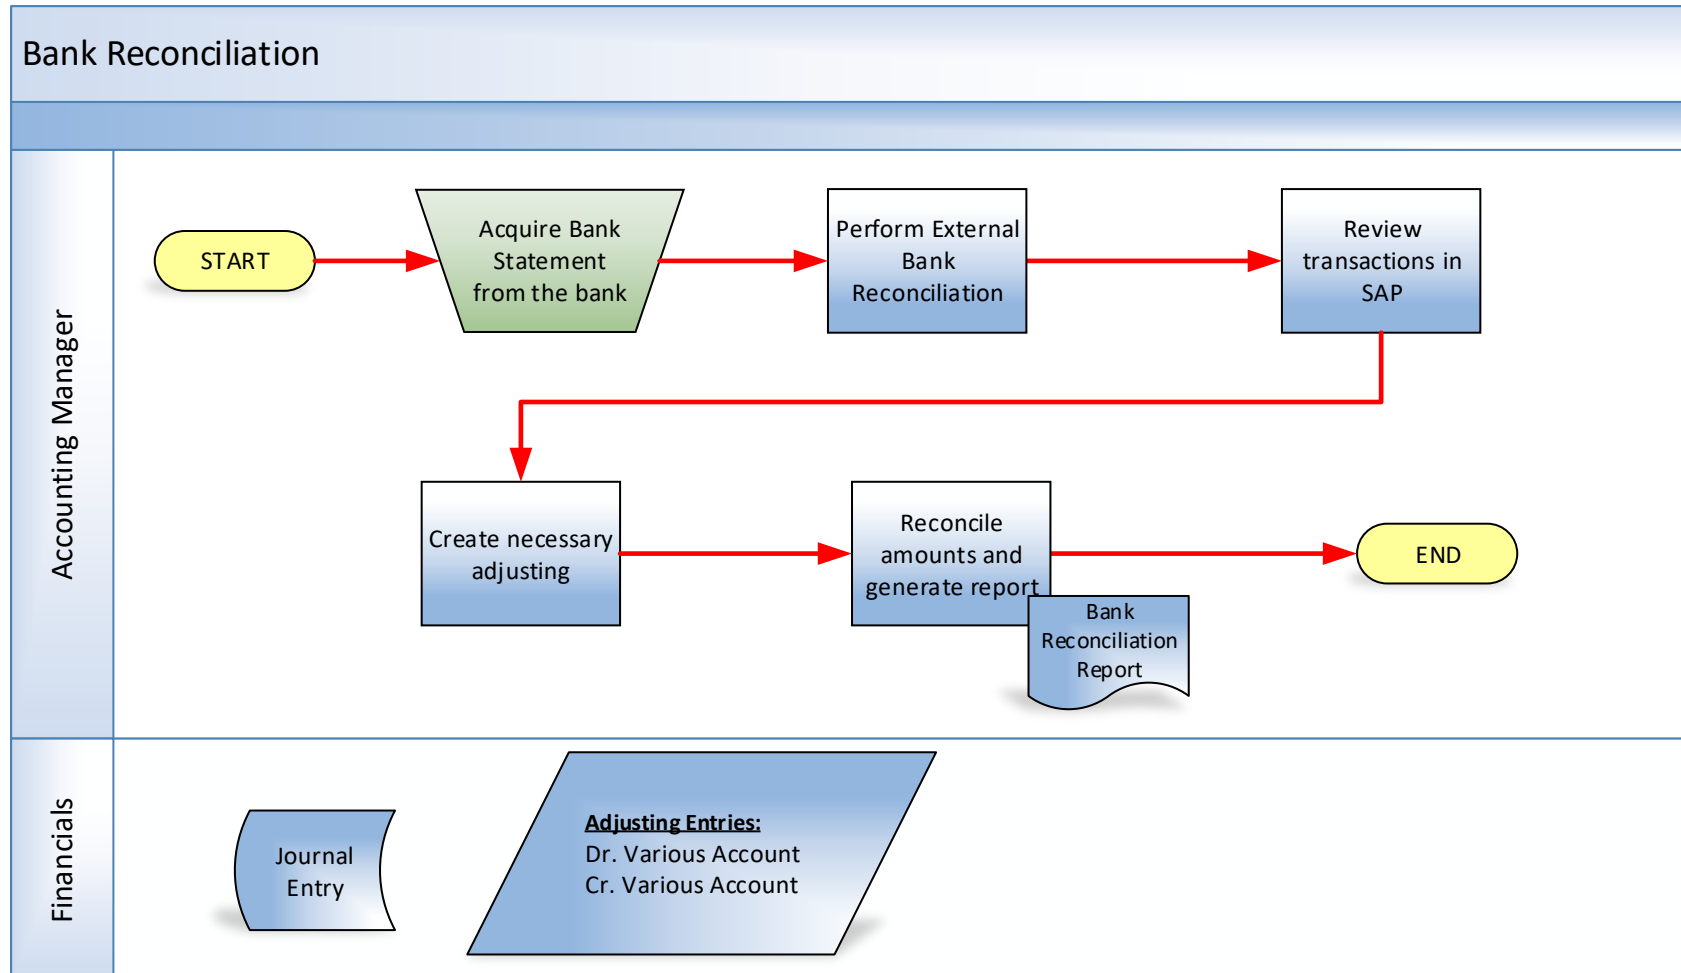 Bank Reconciliation
Accounting Manager
START
Acquire Bank
Statement
from the bank
Perform External
Bank
Reconciliation
Review
transactions in
SAP
Create necessary
adjusting
Reconcile
amounts and
generate report
END
Bank
Reconciliation
Report
Financials
Journal
Entry
Adjusting Entries:
Dr. Various Account
Cr. Various Account